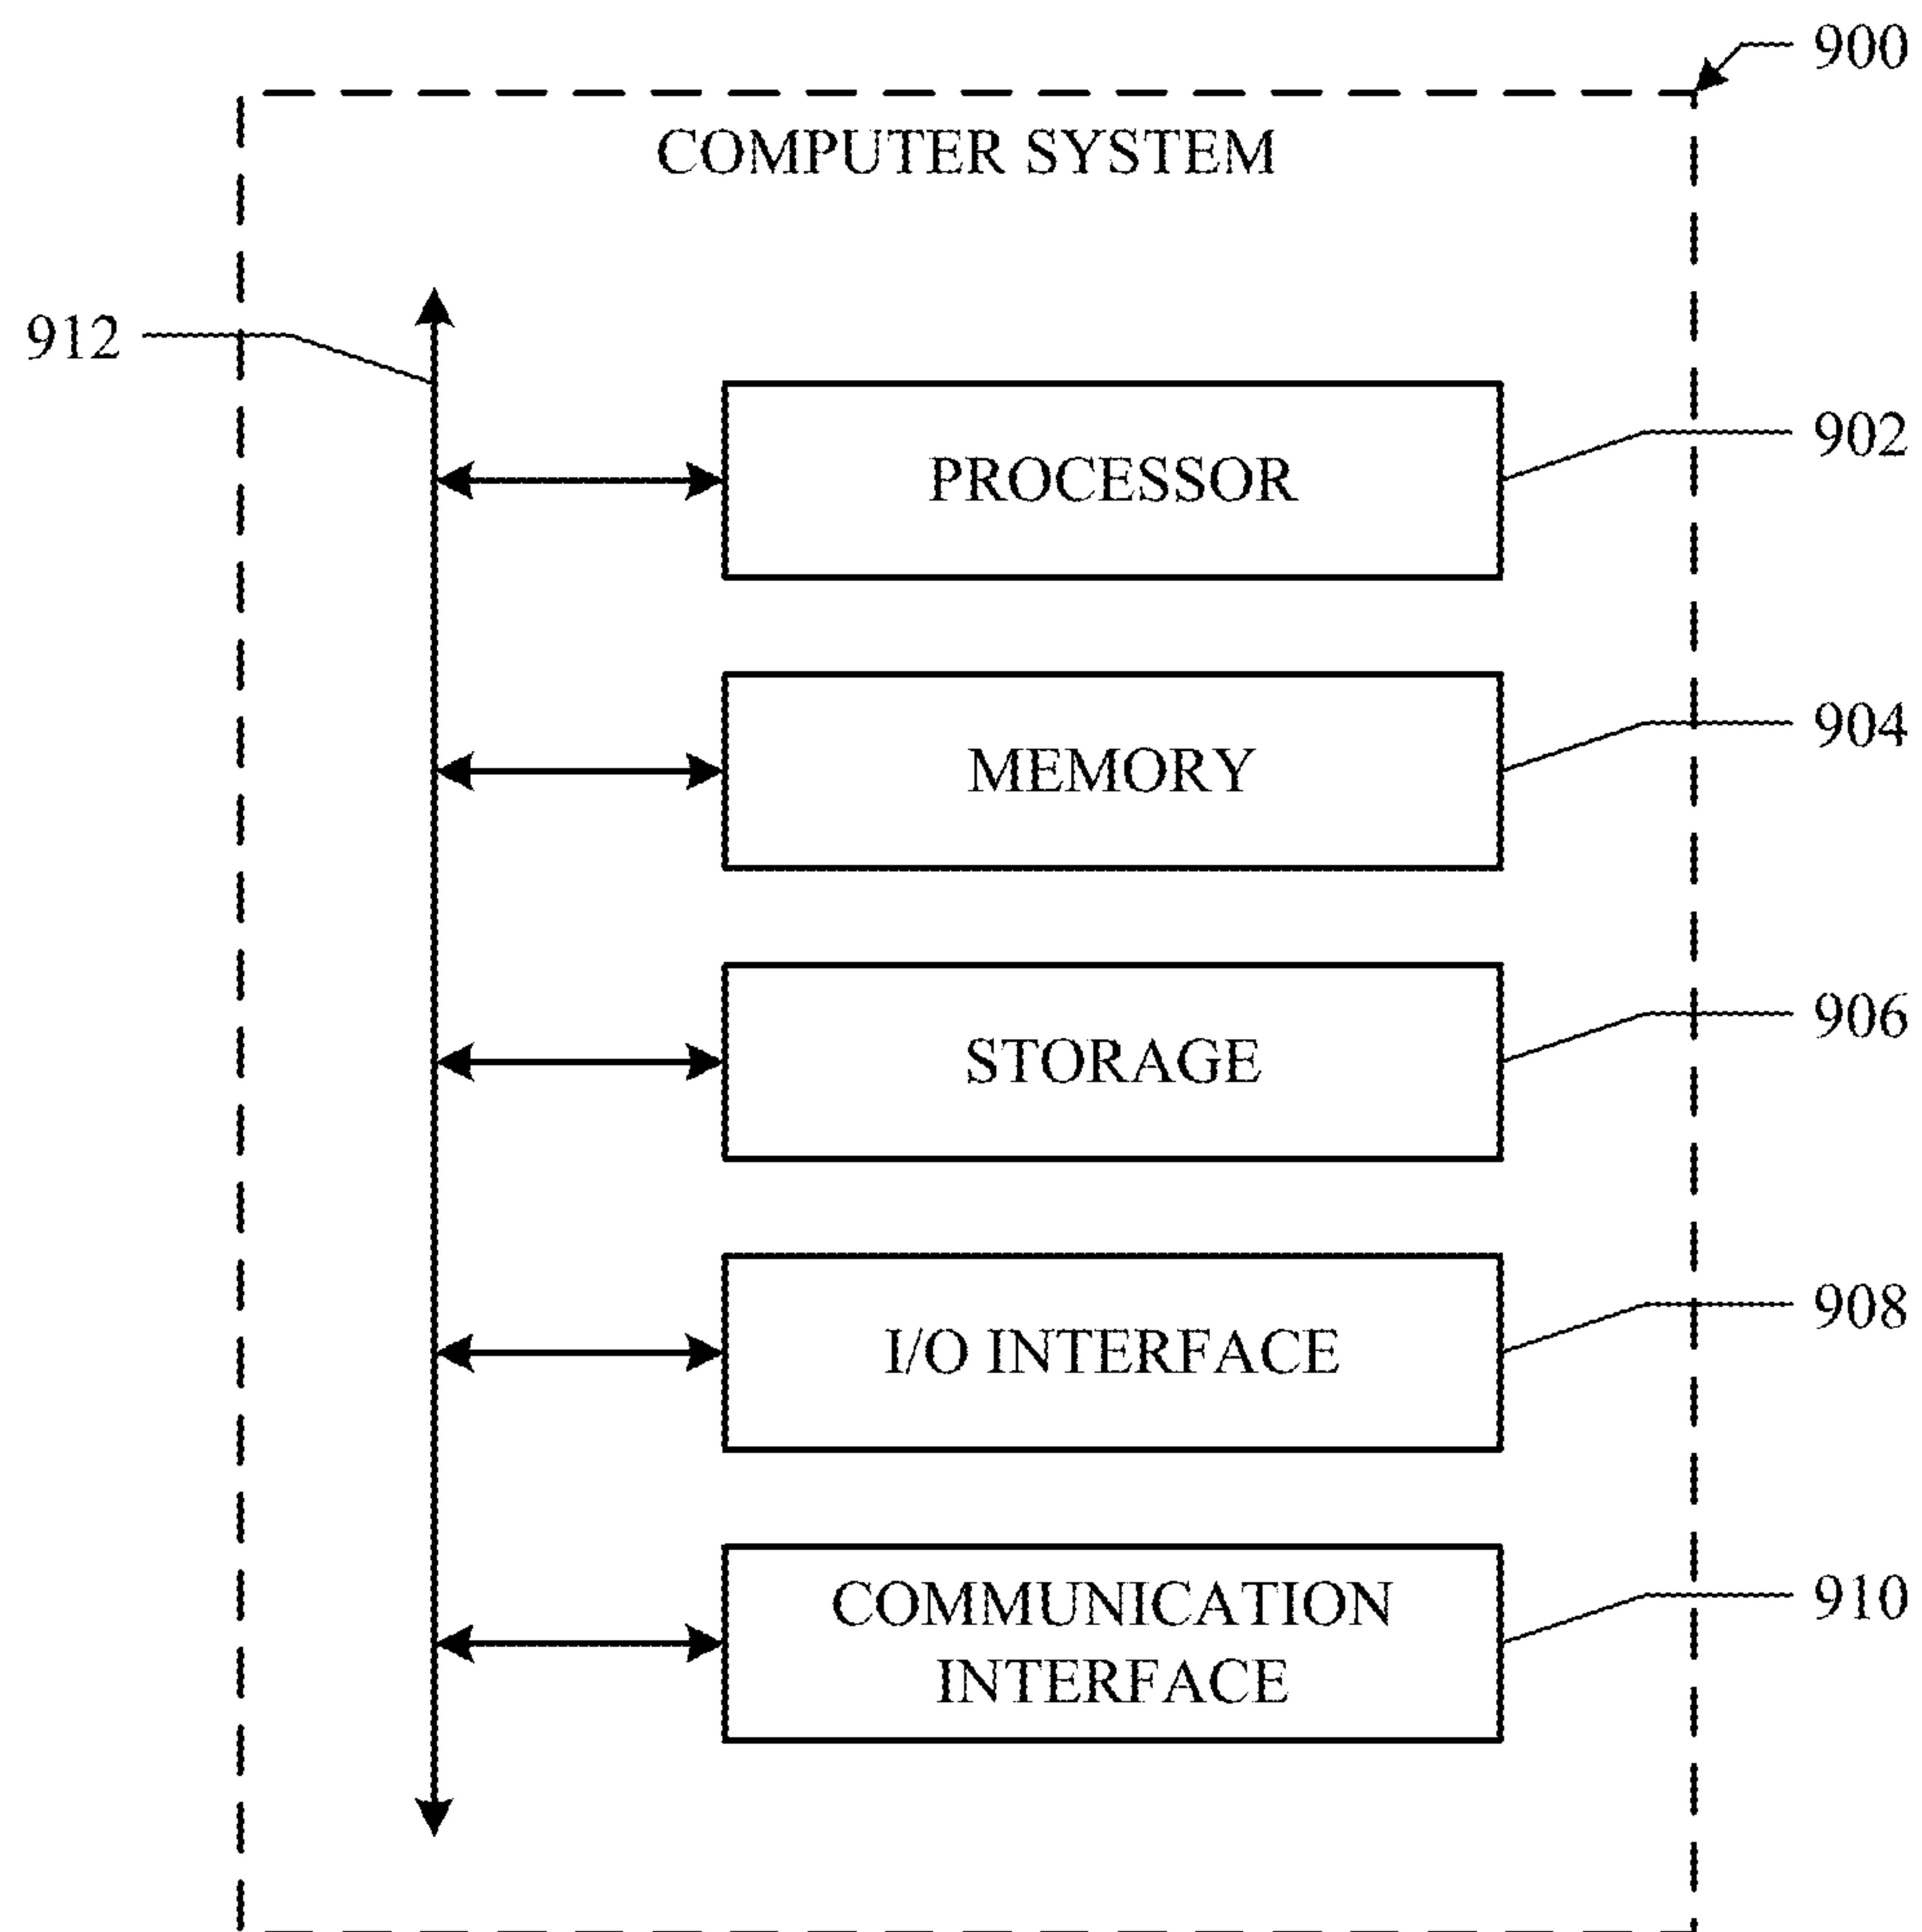 900
COMPUTER SYSTEM
912
902
PROCESSOR
904
MEMORY
906
STORAGE
908
I/O INTERFACE
910
COMMUNICATION
INTERFACE